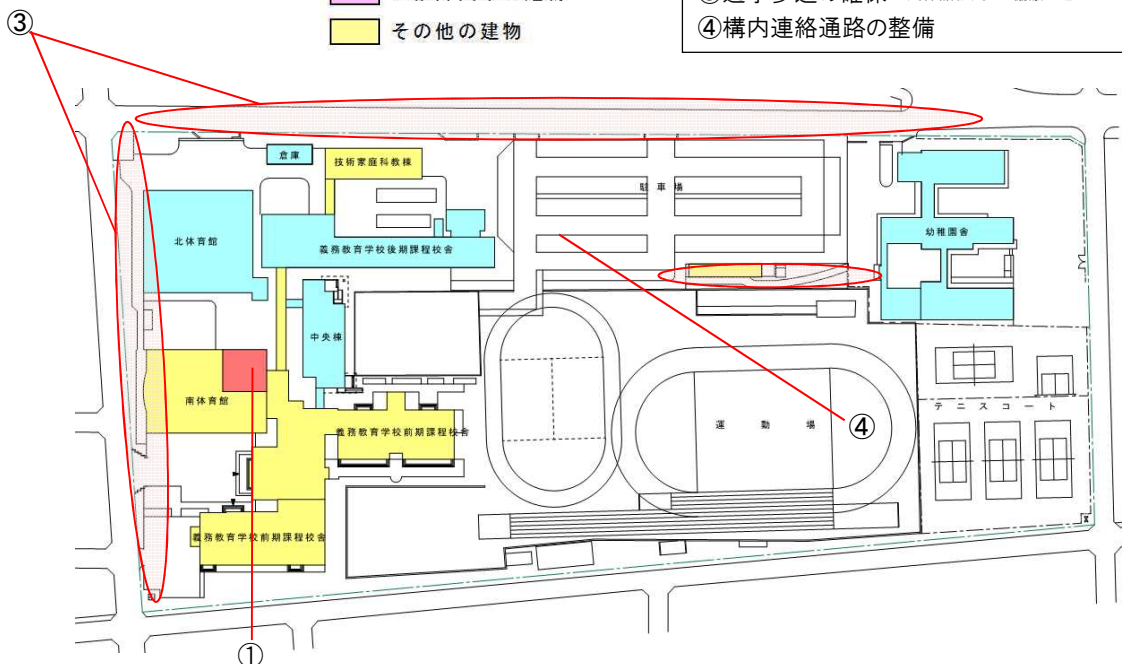 ③
その他の建物
④構内連絡通路の整備
倉庫
技術家庭科教棟
駐車場
北体育館
義務教育学校後期課程校舎
幼稚園舎
中央棟
南体育館
テニスコート
義務教育学校前期課程校舎
運動場
④
義務教育学校前期課程校舎
①